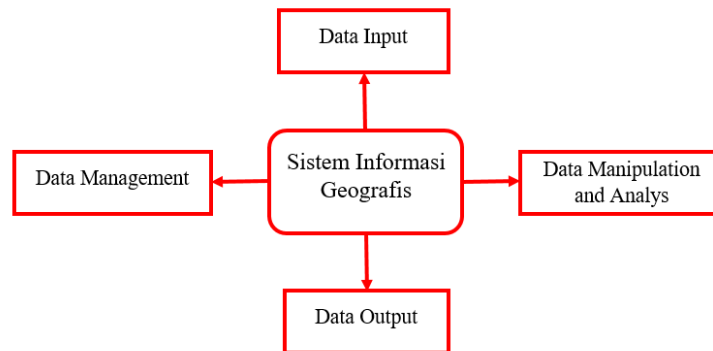 Data Input
Data Management
Sistem Informasi
Geografis
Data Manipulation
and Analys
Data Output